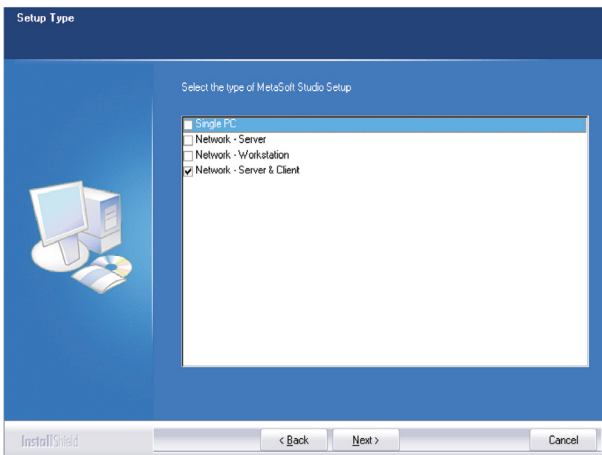 Setup Type
Select the type of MetaSoft Studio Setup
Single PC
Network - Server
Network - Workstation
Network - Server & Client
InstallShield
< Back
Next >
Cancel